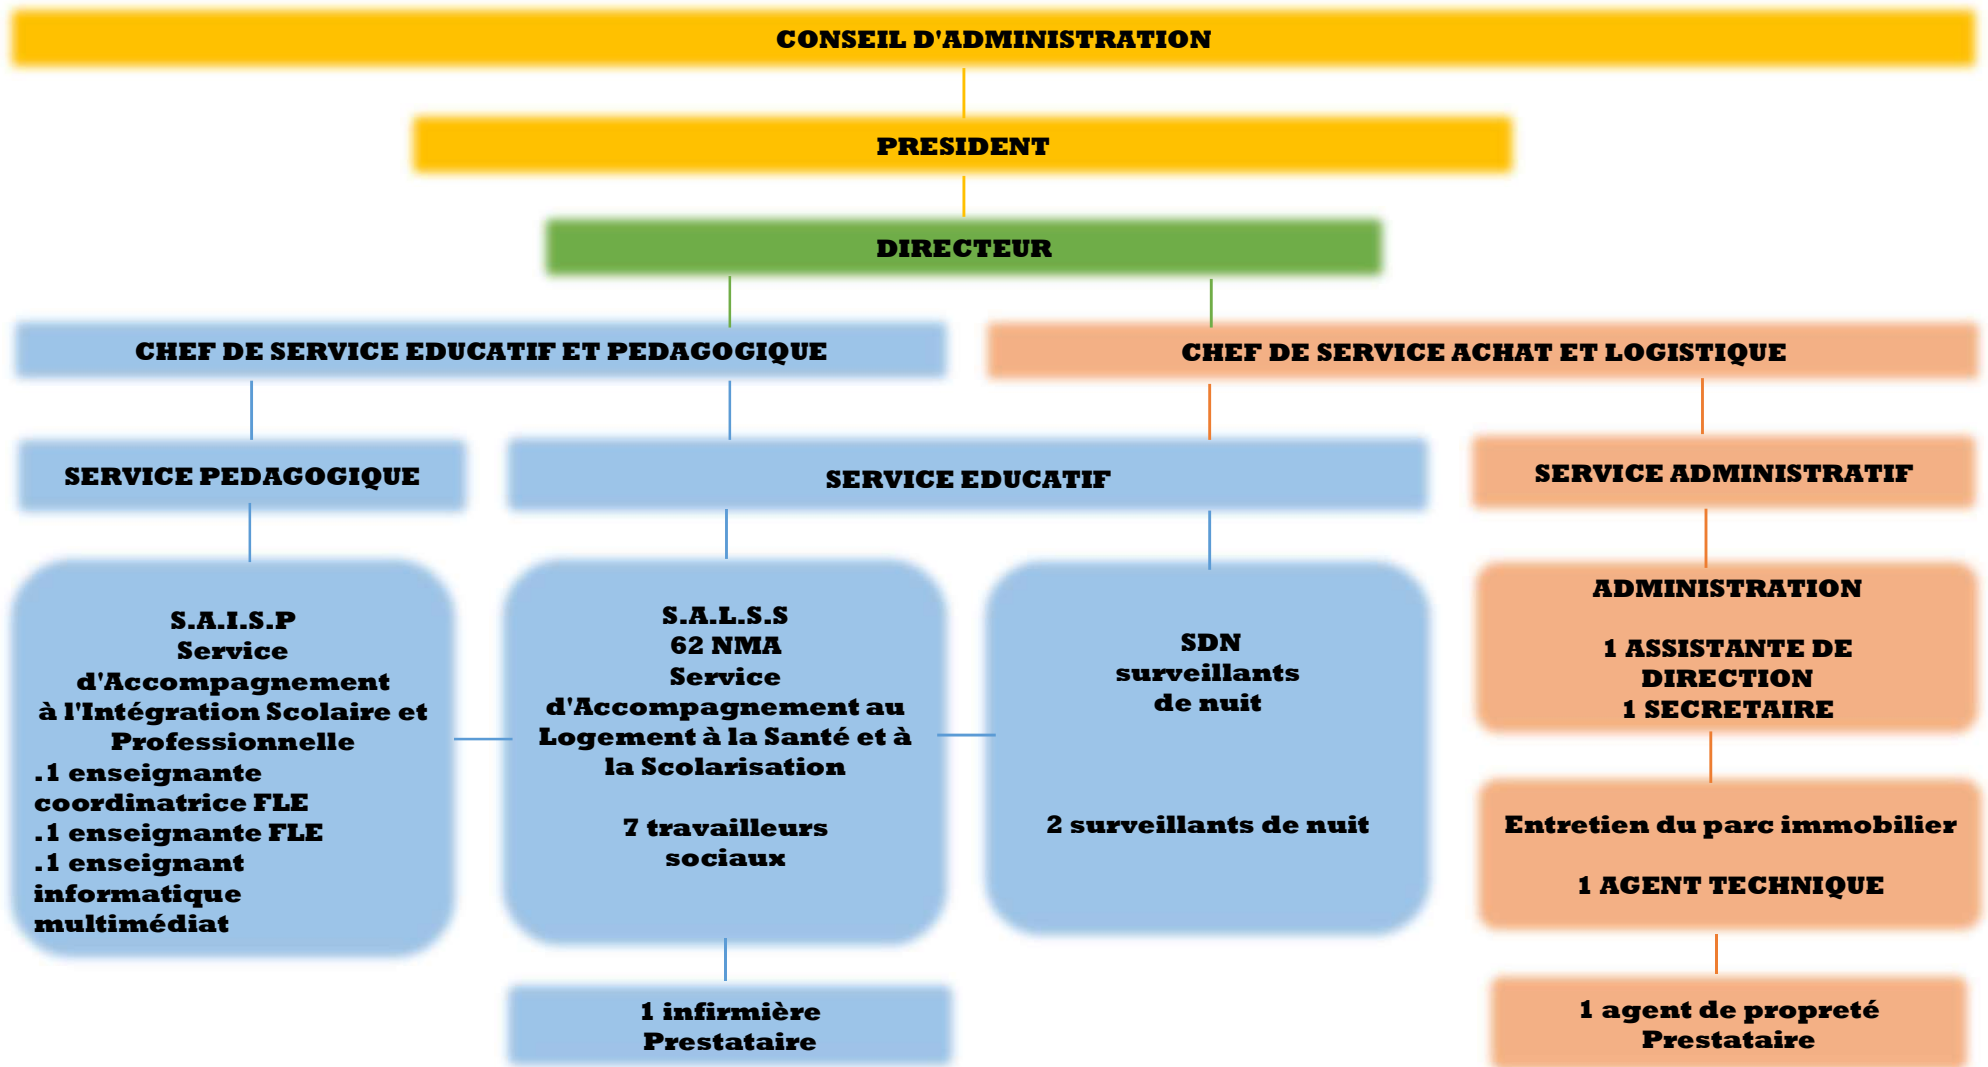 CONSEIL D'ADMINISTRATION
PRESIDENT
DIRECTEUR
CHEF DE SERVICE EDUCATIF ET PEDAGOGIQUE
CHEF DE SERVICE ACHAT ET LOGISTIQUE
SERVICE PEDAGOGIQUE
SERVICE EDUCATIF
SERVICE ADMINISTRATIF
S.A.I.S.P
Service
d'Accompagnement
à l'Intégration Scolaire et
Professionnelle
.1 enseignante
coordinatrice FLE
.1 enseignante FLE
.1 enseignant
informatique
multimédiat
S.A.L.S.S
62 NMA
Service
d'Accompagnement au
Logement à la Santé et à
la Scolarisation
7 travailleurs
sociaux
1 infirmière
Prestataire
SDN
surveillants
de nuit
2 surveillants de nuit
ADMINISTRATION
1 ASSISTANTE DE
DIRECTION
1 SECRETAIRE
Entretien du parc immobilier
1 AGENT TECHNIQUE
1 agent de propreté
Prestataire